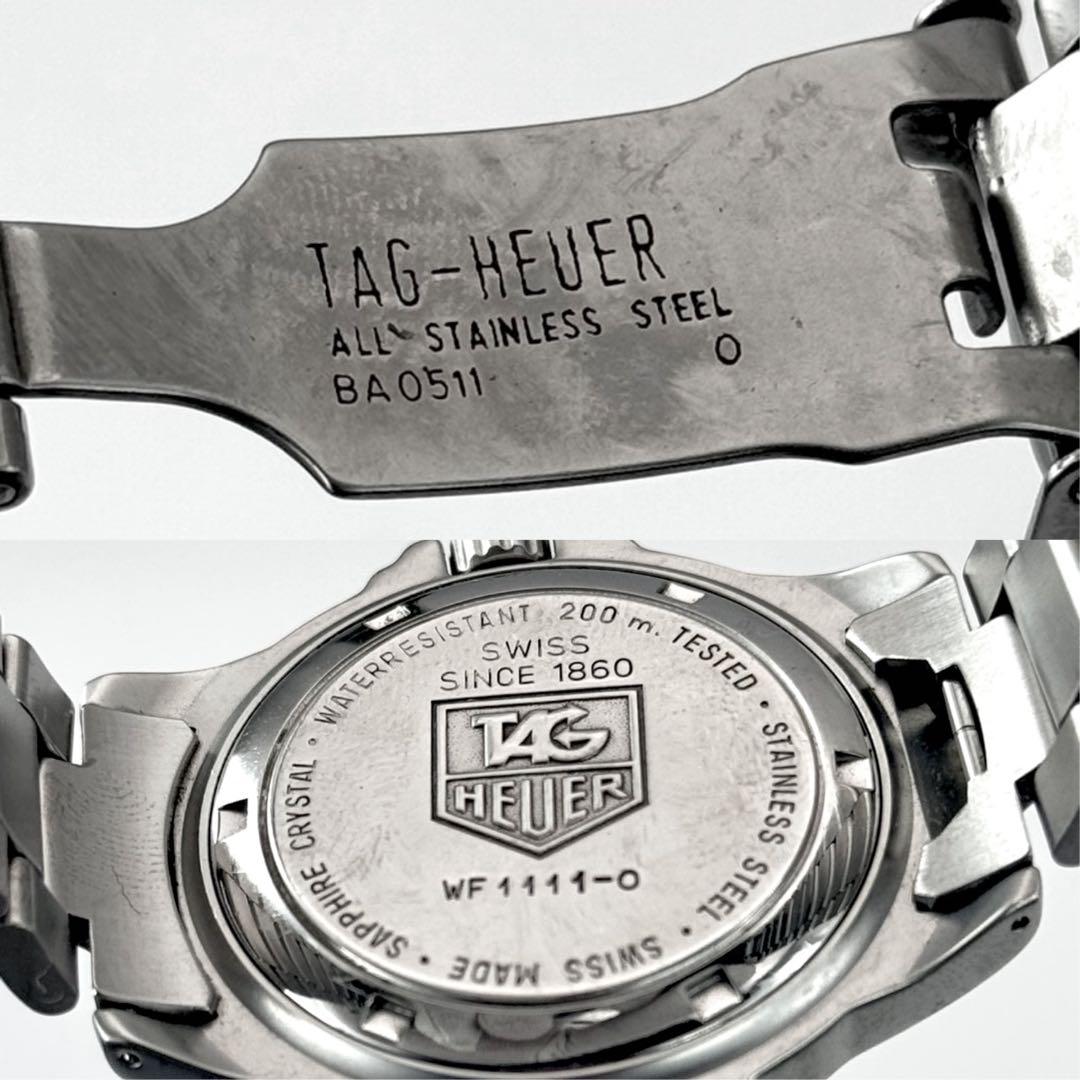 TAG-HEUER
ALL STAINLESS STEEL
BA0511 O
WATERRESISTANT 200 m. TESTED • STAINLESS STEEL • SWISS MADE • SAPPHIRE CRYSTAL •
SWISS
SINCE 1860
TAG
HEUER
WF1111-0